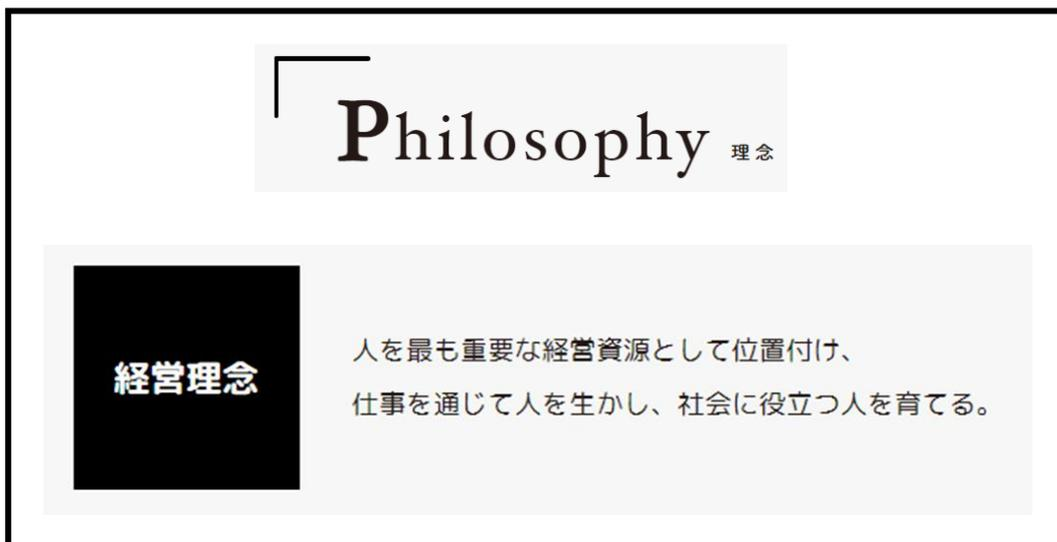 Philosophy 理念
経営理念
人を最も重要な経営資源として位置付け、
仕事を通じて人を生かし、社会に役立つ人を育てる。